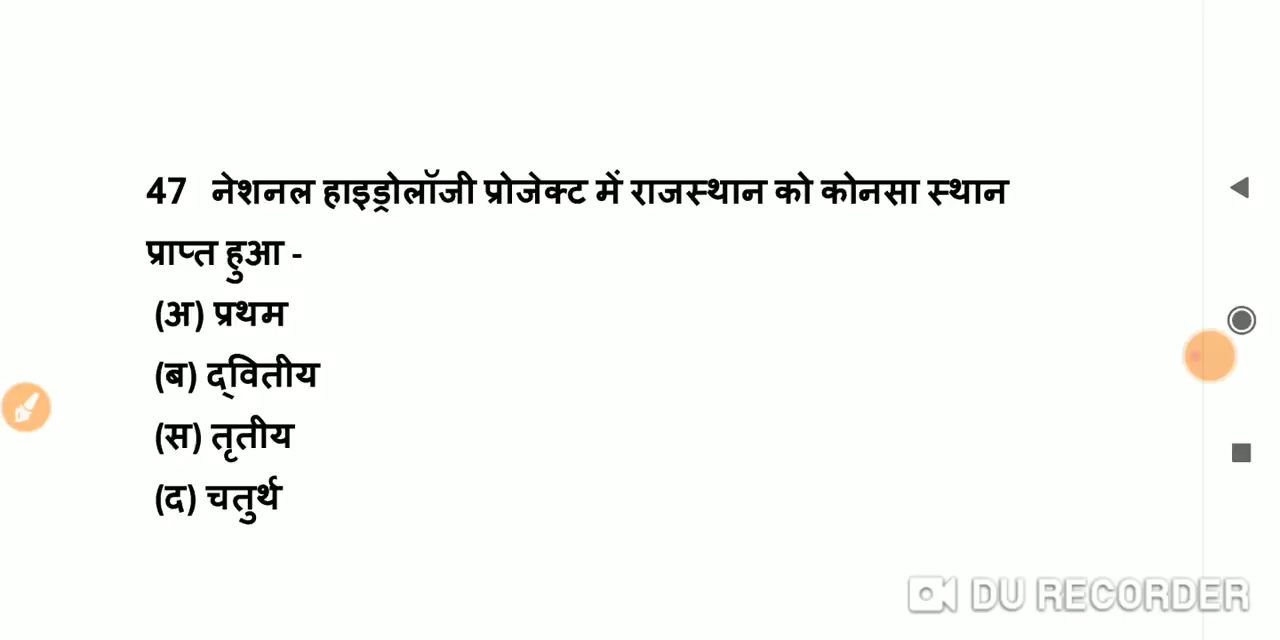 47 नेशनल हाइड्रोलॉजी प्रोजेक्ट में राजस्थान को कोनसा स्थान
प्राप्त हुआ -
(अ) प्रथम
(ब) द्‌वितीय
(स) तृतीय
(द) चतुर्थ
DU RECORDER